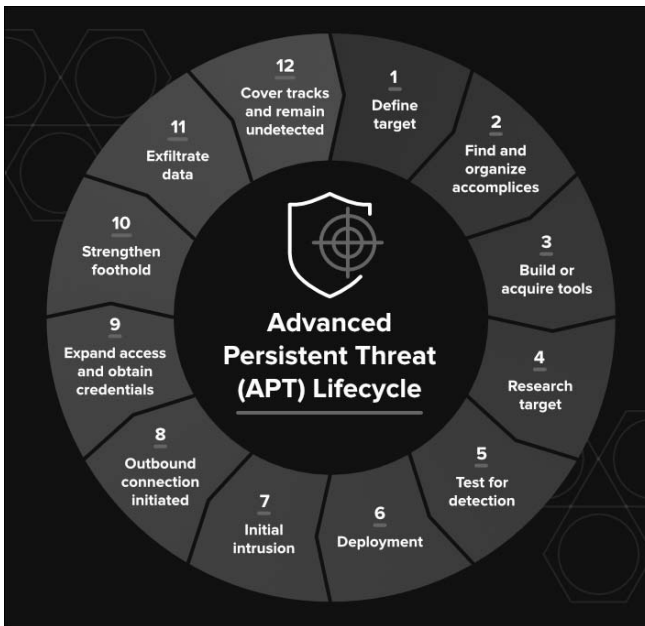 Advanced
Persistent Threat
(APT) Lifecycle
1
Define
target
2
Find and
organize
accomplices
3
Build or
acquire tools
4
Research
target
5
Test for
detection
6
Deployment
7
Initial
intrusion
8
Outbound
connection
initiated
9
Expand access
and obtain
credentials
10
Strengthen
foothold
11
Exfiltrate
data
12
Cover tracks
and remain
undetected